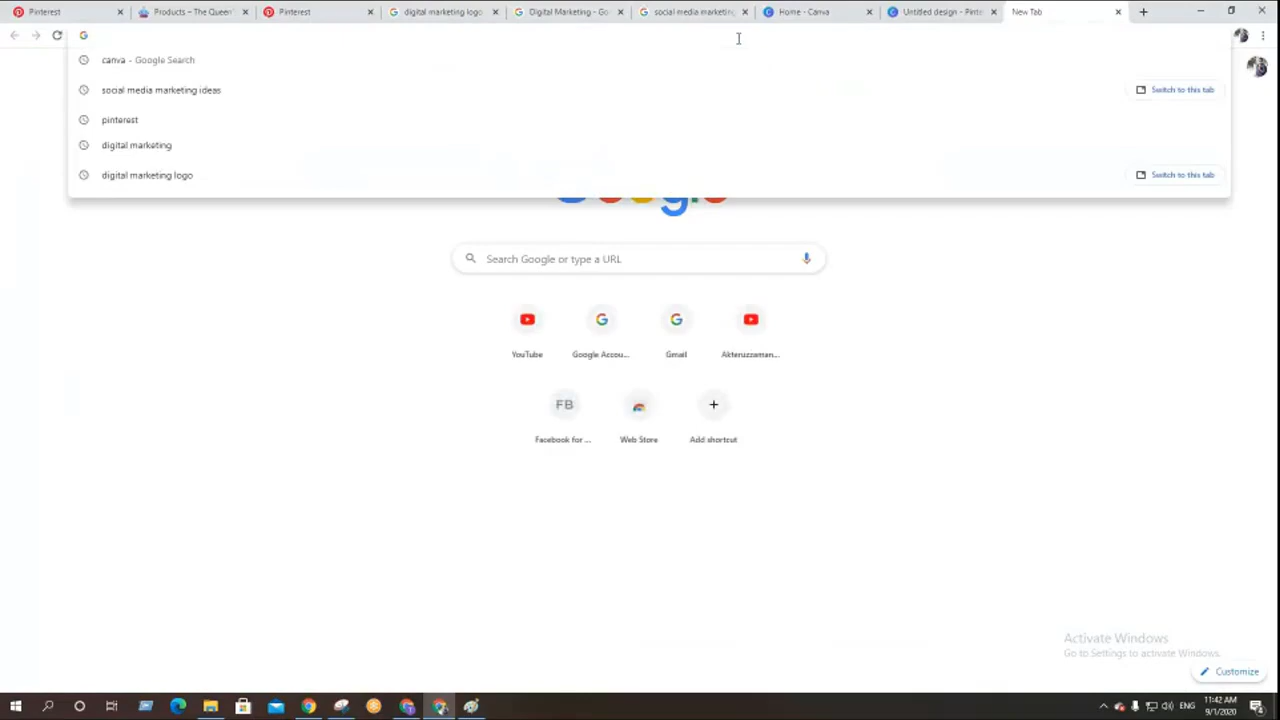 Pinterest
Products – The Queen
Pinterest
digital marketing logo
Digital Marketing - Go
social media marketing
Home - Canva
Untitled design - Pinte
New Tab
canva - Google Search
social media marketing ideas
Switch to this tab
pinterest
digital marketing
digital marketing logo
Switch to this tab
Google
Search Google or type a URL
YouTube
Google Accou...
Gmail
Akteruzzaman...
FB
Facebook for ...
Web Store
Add shortcut
Activate Windows
Go to Settings to activate Windows.
Customize
ENG
11:42 AM
9/1/2020